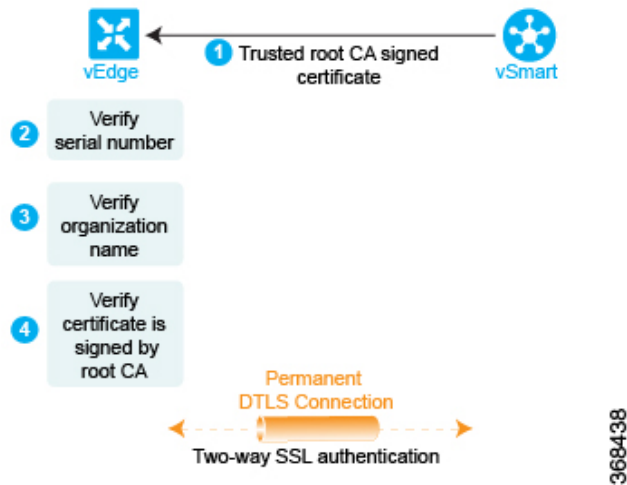 vEdge
1 Trusted root CA signed
certificate
vSmart
2 Verify
serial number
3 Verify
organization
name
4 Verify
certificate is
signed by
root CA
Permanent
DTLS Connection
Two-way SSL authentication
368438